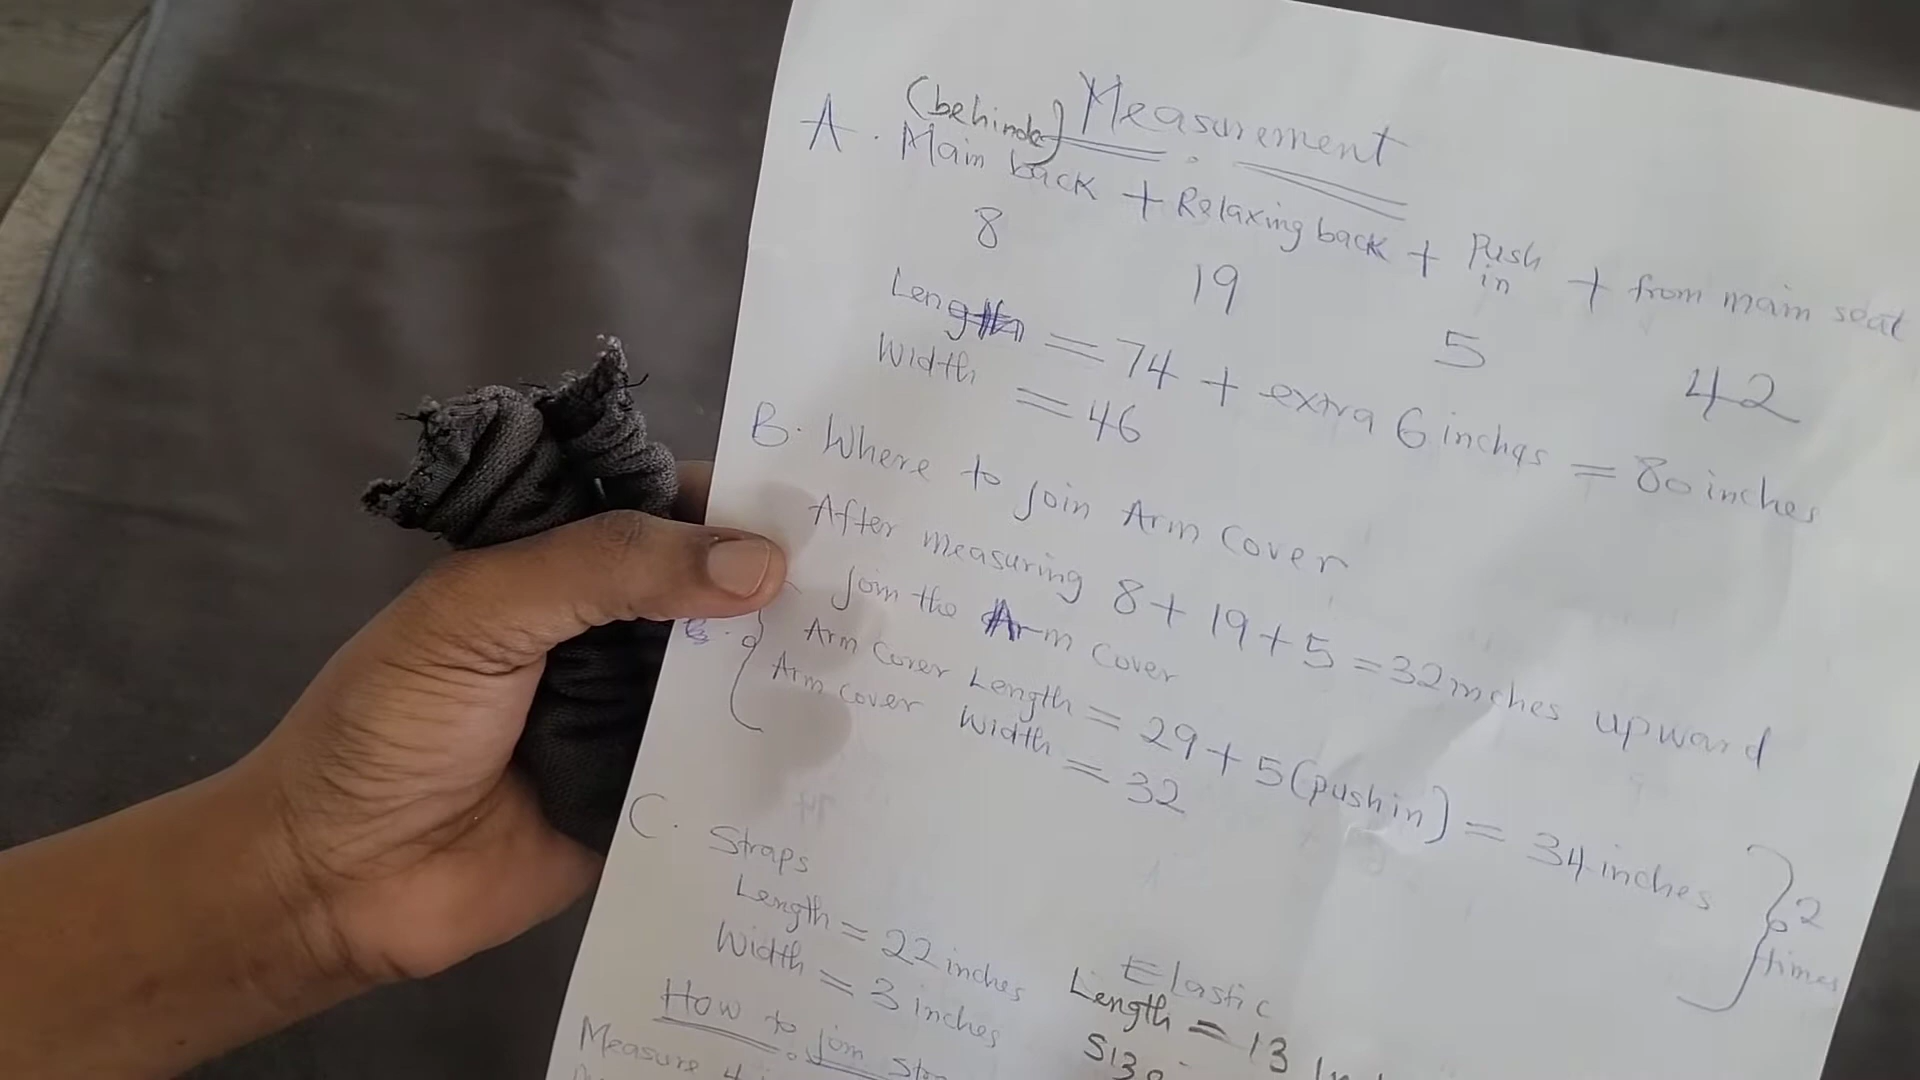 Measurement
(behind)
A. Main back + Relaxing back + Push in + from main seat
8 19 5 42
Length = 74 + extra 6 inches = 80 inches
Width = 46
B. Where to join Arm Cover
After measuring 8 + 19 + 5 = 32 inches upward
Join the Arm Cover
Arm Cover Length = 29 + 5 (push in) = 34 inches
Arm Cover Width = 32
2 times
C. Straps
Length = 22 inches
Width = 3 inches
Elastic
Length = 13
How to join
Measure 4